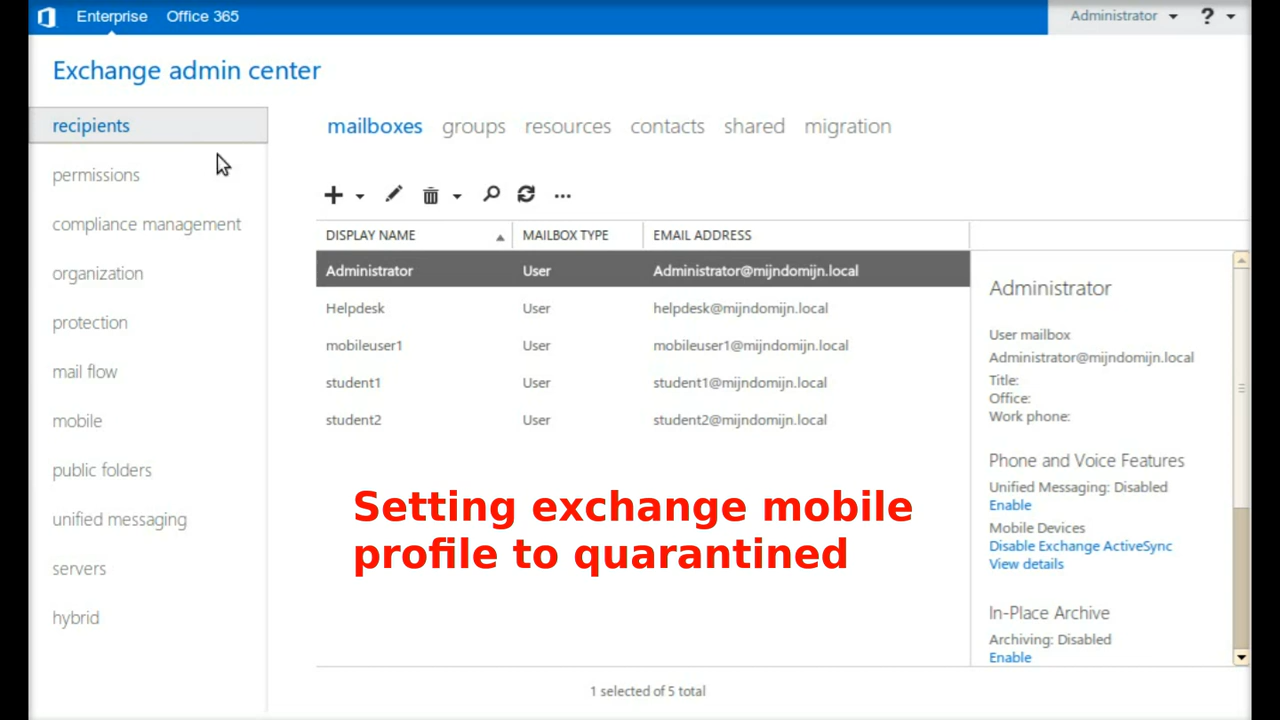 Enterprise Office 365 Administrator ?
Exchange admin center
recipients
permissions
compliance management
organization
protection
mail flow
mobile
public folders
unified messaging
servers
hybrid
mailboxes groups resources contacts shared migration
DISPLAY NAME MAILBOX TYPE EMAIL ADDRESS
Administrator User Administrator@mijndomijn.local
Helpdesk User helpdesk@mijndomijn.local
mobileuser1 User mobileuser1@mijndomijn.local
student1 User student1@mijndomijn.local
student2 User student2@mijndomijn.local
Setting exchange mobile
profile to quarantined
1 selected of 5 total
Administrator
User mailbox
Administrator@mijndomijn.local
Title:
Office:
Work phone:
Phone and Voice Features
Unified Messaging: Disabled
Enable
Mobile Devices
Disable Exchange ActiveSync
View details
In-Place Archive
Archiving: Disabled
Enable